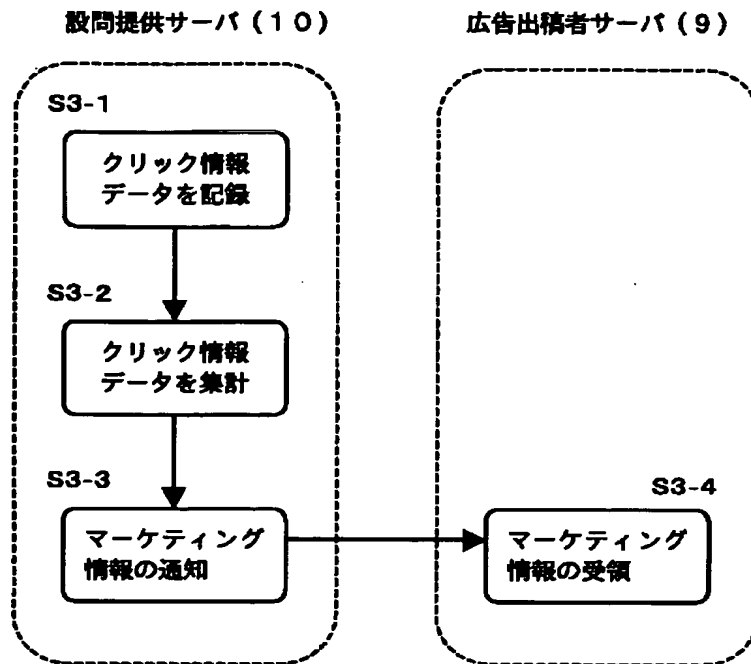 設問提供サーバ(10)
広告出稿者サーバ(9)
S3-1
クリック情報
データを記録
S3-2
クリック情報
データを集計
S3-3
マーケティング
情報の通知
S3-4
マーケティング
情報の受領